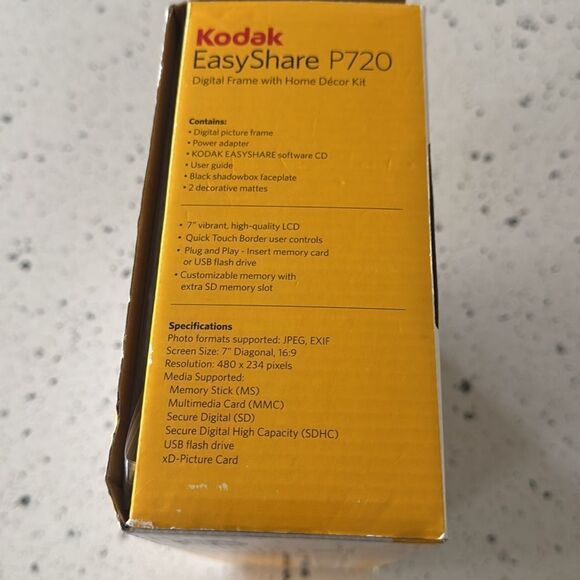 Kodak
EasyShare P720
Digital Frame with Home Décor Kit
Contains:
• Digital picture frame
• Power adapter
• KODAK EASYSHARE software CD
• User guide
• Black shadowbox faceplate
• 2 decorative mattes
• 7" vibrant, high-quality LCD
• Quick Touch Border user controls
• Plug and Play - Insert memory card
or USB flash drive
• Customizable memory with
extra SD memory slot
Specifications
Photo formats supported: JPEG, EXIF
Screen Size: 7" Diagonal, 16:9
Resolution: 480 x 234 pixels
Media Supported:
Memory Stick (MS)
Multimedia Card (MMC)
Secure Digital (SD)
Secure Digital High Capacity (SDHC)
USB flash drive
xD-Picture Card